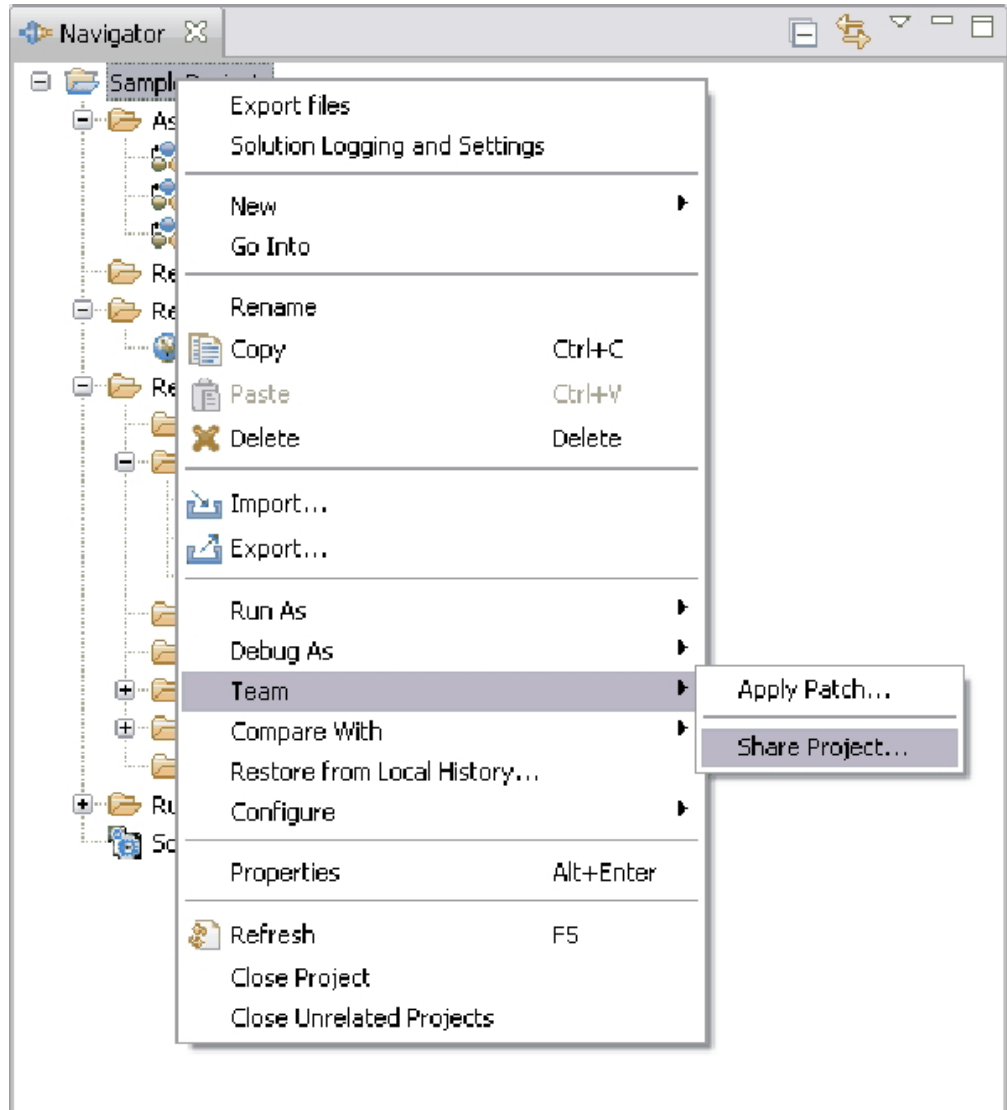 Navigator
Export files
Solution Logging and Settings
New
Go Into
Rename
Copy Ctrl+C
Paste Ctrl+V
Delete Delete
Import...
Export...
Run As
Debug As
Team
Apply Patch...
Compare With
Share Project...
Restore from Local History...
Configure
Properties Alt+Enter
Refresh F5
Close Project
Close Unrelated Projects